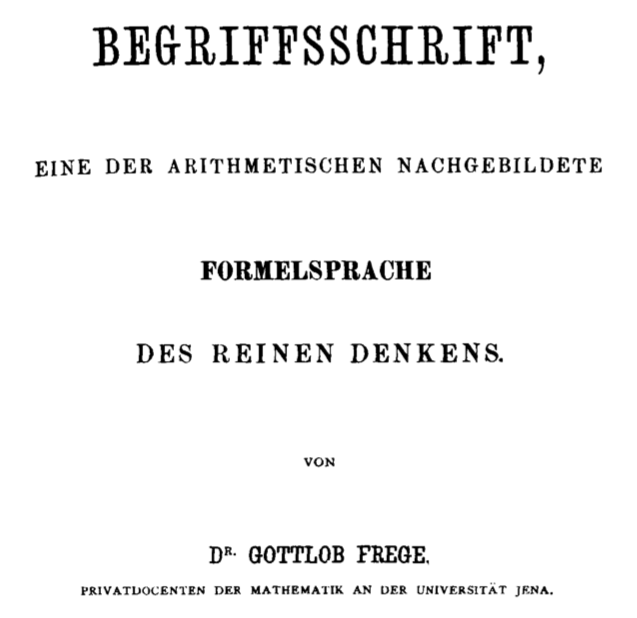 BEGRIFFSSCHRIFT,
EINE DER ARITHMETISCHEN NACHGEBILDETE
FORMELSPRACHE
DES REINEN DENKENS.
VON
DR. GOTTLOB FREGE,
PRIVATDOCENTEN DER MATHEMATIK AN DER UNIVERSITÄT JENA.